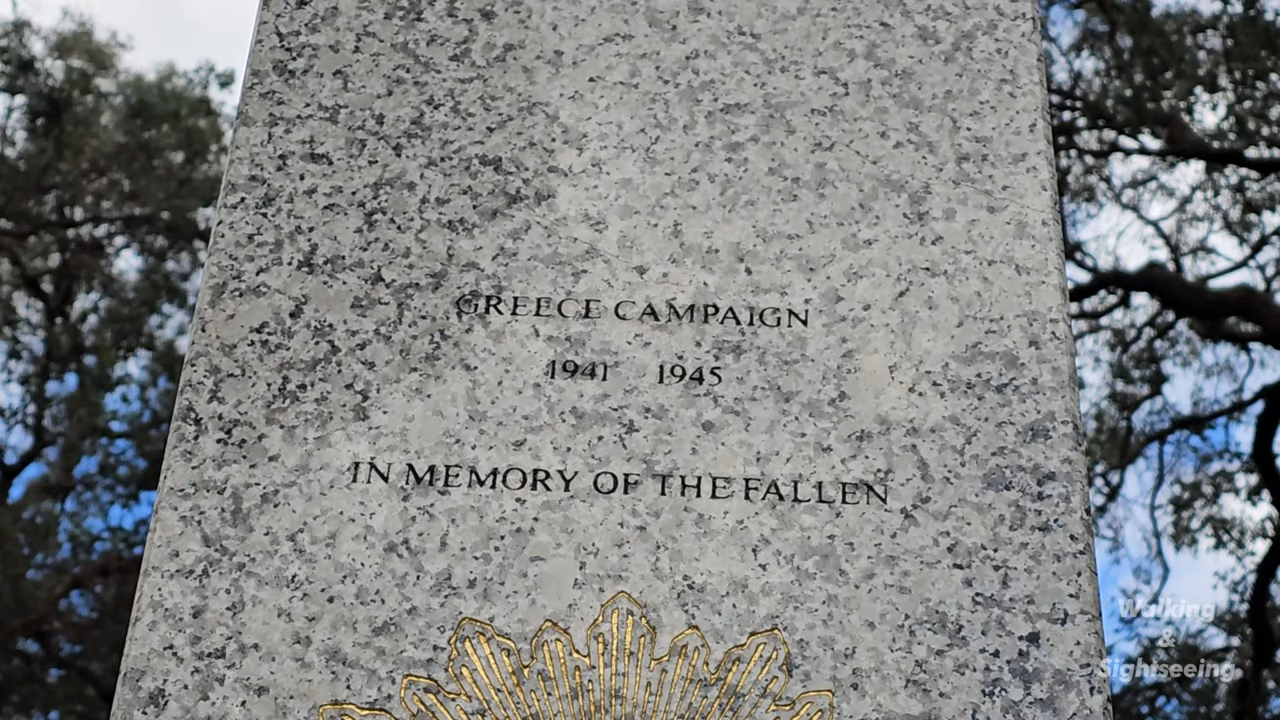 GREECE CAMPAIGN
1941 1945
IN MEMORY OF THE FALLEN
Walking
&
Sightseeing